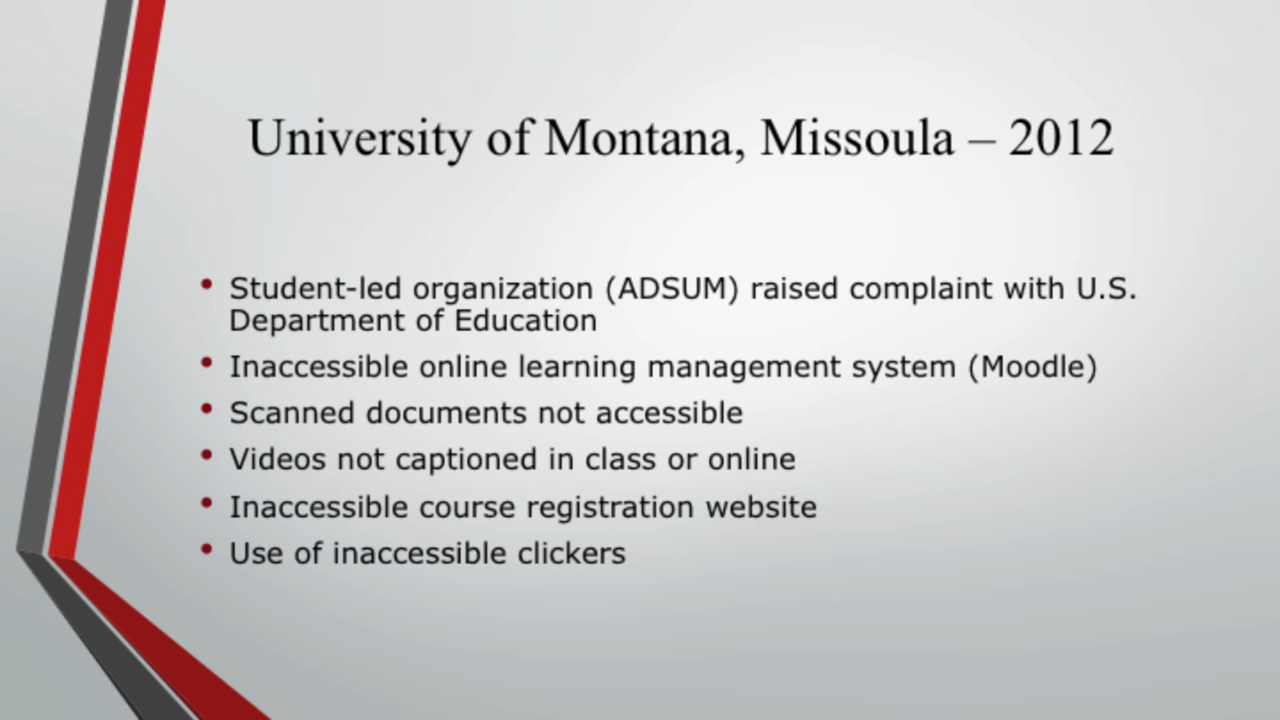 University of Montana, Missoula – 2012
• Student-led organization (ADSUM) raised complaint with U.S.
Department of Education
• Inaccessible online learning management system (Moodle)
• Scanned documents not accessible
• Videos not captioned in class or online
• Inaccessible course registration website
• Use of inaccessible clickers